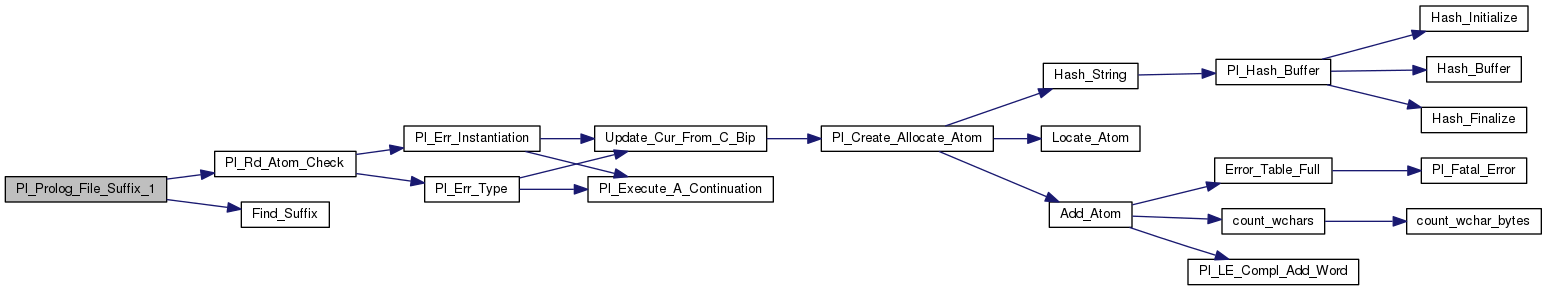 Pl_Prolog_File_Suffix_1
Pl_Rd_Atom_Check
Find_Suffix
Pl_Err_Instantiation
Pl_Err_Type
Update_Cur_From_C_Bip
Pl_Execute_A_Continuation
Pl_Create_Allocate_Atom
Hash_String
Locate_Atom
Add_Atom
Pl_Hash_Buffer
Error_Table_Full
count_wchars
Pl_LE_Compl_Add_Word
Hash_Initialize
Hash_Buffer
Hash_Finalize
Pl_Fatal_Error
count_wchar_bytes